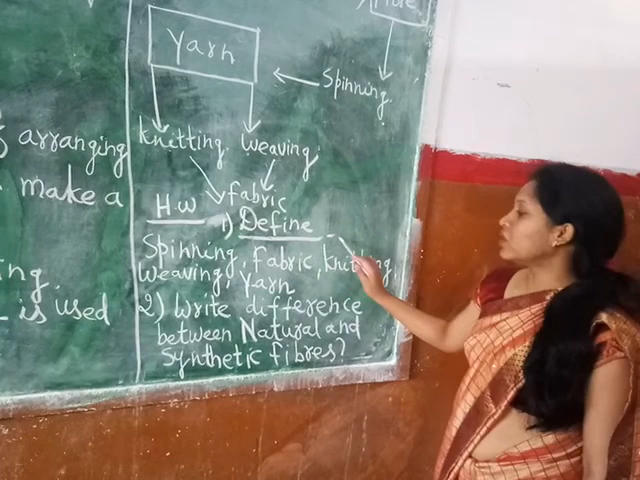 Yarn
Spinning.
knitting. weaving.
fabric
H.W
1) Define -
Spinning, Fabric, knitting,
weaving, Yarn
2) Write difference
between Natural and
Synthetic fibres?
arranging
make a
is used